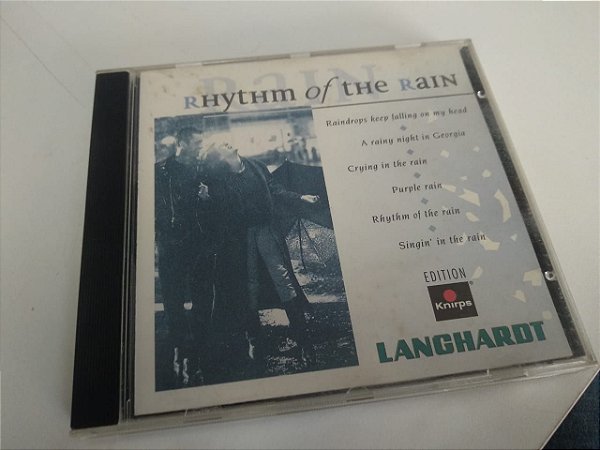 RHYTHM of THE RAIN
Raindrops keep falling on my head
A rainy night in Georgia
Crying in the rain
Purple rain
Rhythm of the rain
Singin' in the rain
EDITION
Knirps®
LANGHARDT